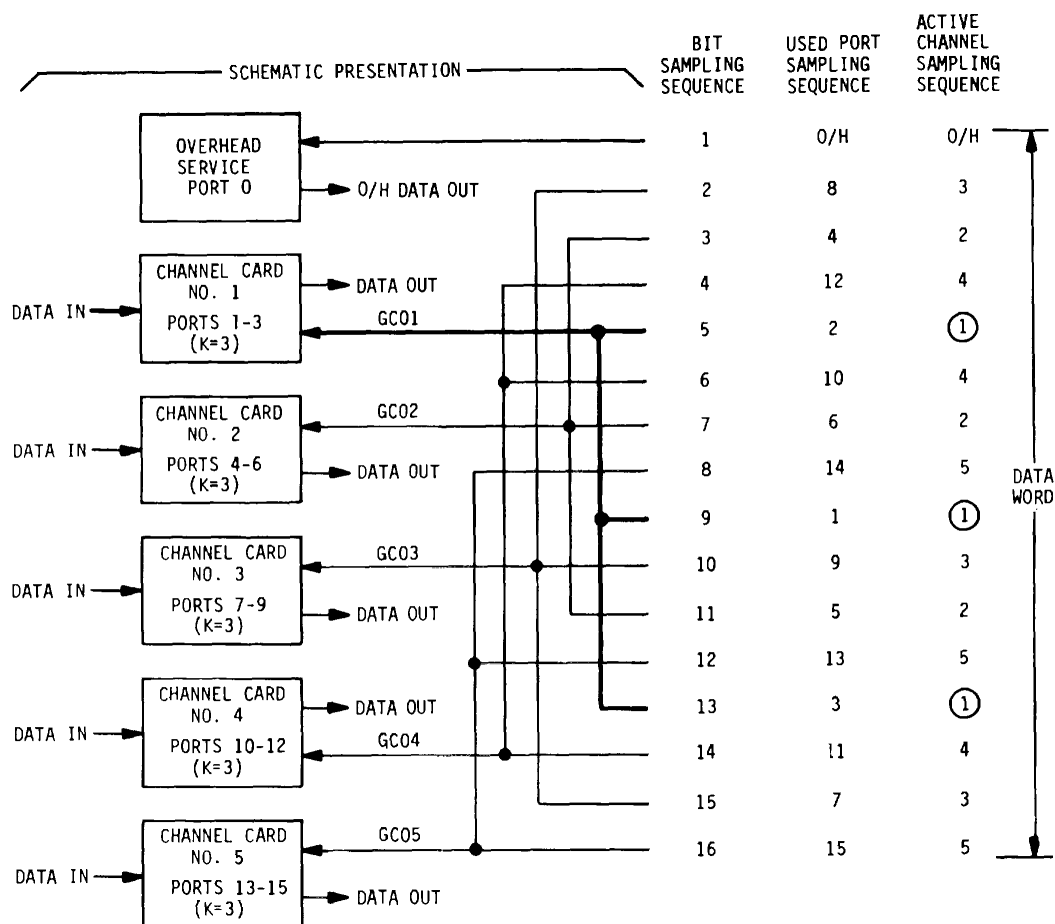 SCHEMATIC PRESENTATION
BIT
SAMPLING
SEQUENCE
USED PORT
SAMPLING
SEQUENCE
ACTIVE
CHANNEL
SAMPLING
SEQUENCE
OVERHEAD
SERVICE
PORT 0
O/H DATA OUT
CHANNEL CARD
NO. 1
PORTS 1-3
(K=3)
DATA IN
DATA OUT
GC01
CHANNEL CARD
NO. 2
PORTS 4-6
(K=3)
DATA IN
GC02
DATA OUT
CHANNEL CARD
NO. 3
PORTS 7-9
(K=3)
DATA IN
GC03
DATA OUT
CHANNEL CARD
NO. 4
PORTS 10-12
(K=3)
DATA IN
DATA OUT
GC04
CHANNEL CARD
NO. 5
PORTS 13-15
(K=3)
DATA IN
GC05
DATA OUT
1 O/H O/H
2 8 3
3 4 2
4 12 4
5 2 1
6 10 4
7 6 2
8 14 5
9 1 1
10 9 3
11 5 2
12 13 5
13 3 1
14 11 4
15 7 3
16 15 5
DATA
WORD